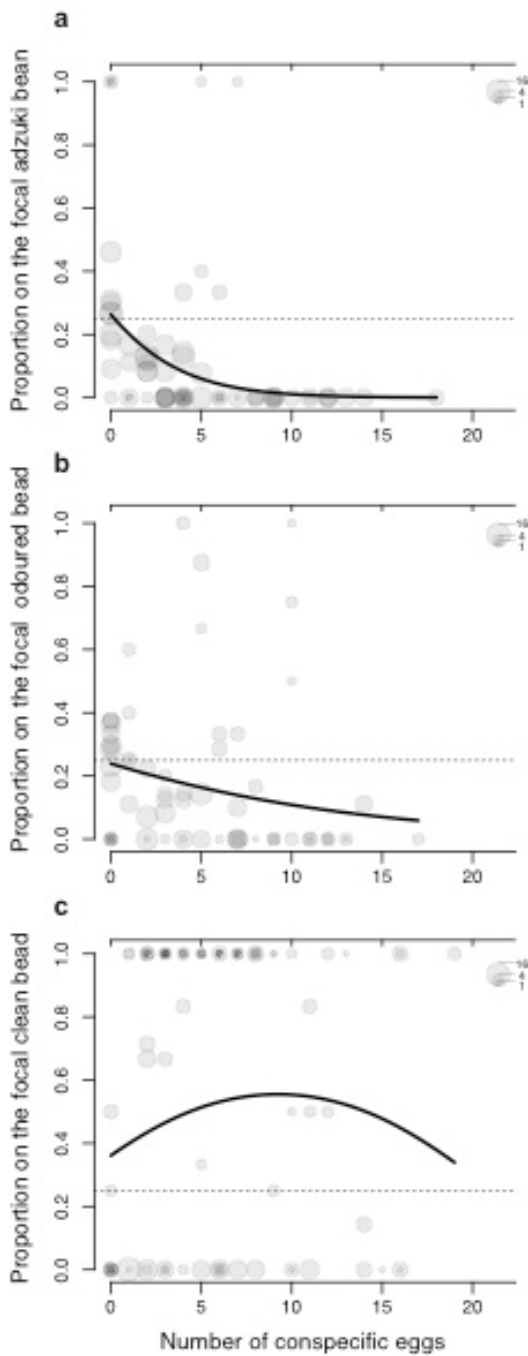 a
Proportion on the focal adzuki bean
1.0
0.8
0.6
0.4
0.2
0.0
16
4
1
0 5 10 15 20
b
Proportion on the focal odoured bead
1.0
0.8
0.6
0.4
0.2
0.0
16
4
1
0 5 10 15 20
c
Proportion on the focal clean bead
1.0
0.8
0.6
0.4
0.2
0.0
16
4
1
0 5 10 15 20
Number of conspecific eggs